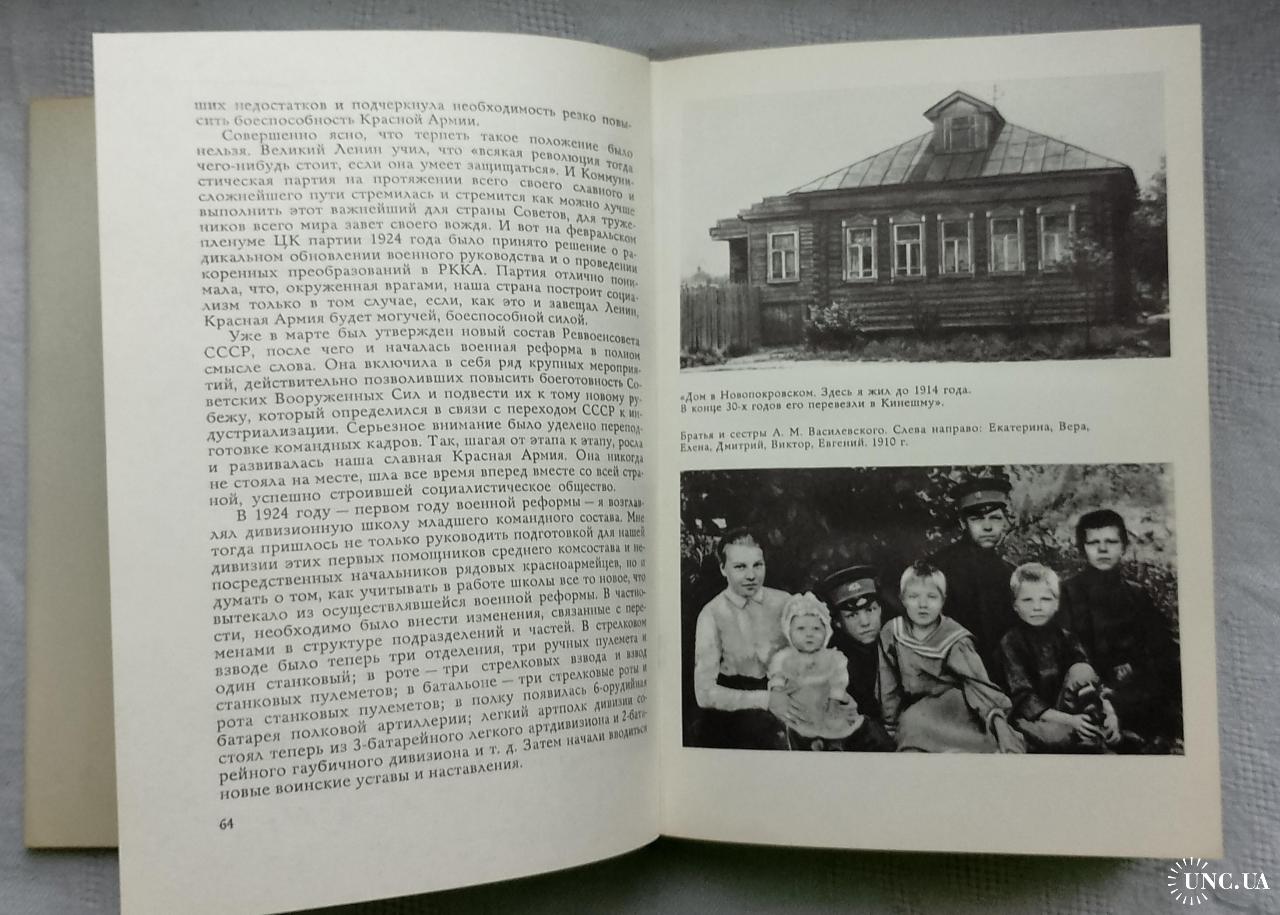 ших недостатков и подчеркнула необходимость резко повы-
сить боеспособность Красной Армии.
Совершенно ясно, что терпеть такое положение было
нельзя. Великий Ленин учил, что «всякая революция тогда
чего-нибудь стоит, если она умеет защищаться». И Коммуни-
стическая партия на протяжении всего своего славного и
сложнейшего пути стремилась и стремится как можно лучше
выполнить этот важнейший для страны Советов, для труже-
ников всего мира завет своего вождя. И вот на февральском
пленуме ЦК партии 1924 года было принято решение о ра-
дикальном обновлении военного руководства и о проведении
коренных преобразований в РККА. Партия отлично пони-
мала, что, окруженная врагами, наша страна построит социа-
лизм только в том случае, если, как это и завещал Ленин,
Красная Армия будет могучей, боеспособной силой.
Уже в марте был утвержден новый состав Реввоенсовета
СССР, после чего и началась военная реформа в полном
смысле слова. Она включила в себя ряд крупных мероприя-
тий, действительно позволивших повысить боеготовность Со-
ветских Вооруженных Сил и подвести их к тому новому ру-
бежу, который определился в связи с переходом СССР к ин-
дустриализации. Серьезное внимание было уделено перепод-
готовке командных кадров. Так, шагая от этапа к этапу, росла
и развивалась наша славная Красная Армия. Она никогда
не стояла на месте, шла все время вперед вместе со всей стра-
ной, успешно строившей социалистическое общество.
В 1924 году — первом году военной реформы — я возглав-
лял дивизионную школу младшего командного состава. Мне
тогда пришлось не только руководить подготовкой для нашей
дивизии этих первых помощников среднего комсостава и не-
посредственных начальников рядовых красноармейцев, но и
думать о том, как учитывать в работе школы все то новое, что
вытекало из осуществлявшейся военной реформы. В частно-
сти, необходимо было внести изменения, связанные с пере-
менами в структуре подразделений и частей. В стрелковом
взводе было теперь три отделения, три ручных пулемета и
один станковый; в роте — три стрелковых взвода и взвод
станковых пулеметов; в батальоне — три стрелковые роты и
рота станковых пулеметов; в полку появилась 6-орудийная
батарея полковой артиллерии; легкий артполк дивизии со-
стоял теперь из 3-батарейного легкого артдивизиона и 2-бата-
рейного гаубичного дивизиона и т. д. Затем начали вводиться
новые воинские уставы и наставления.
64
«Дом в Новопокровском. Здесь я жил до 1914 года.
В конце 30-х годов его перевезли в Кинешму».
Братья и сестры А. М. Василевского. Слева направо: Екатерина, Вера,
Елена, Дмитрий, Виктор, Евгений. 1910 г.
UNC.UA